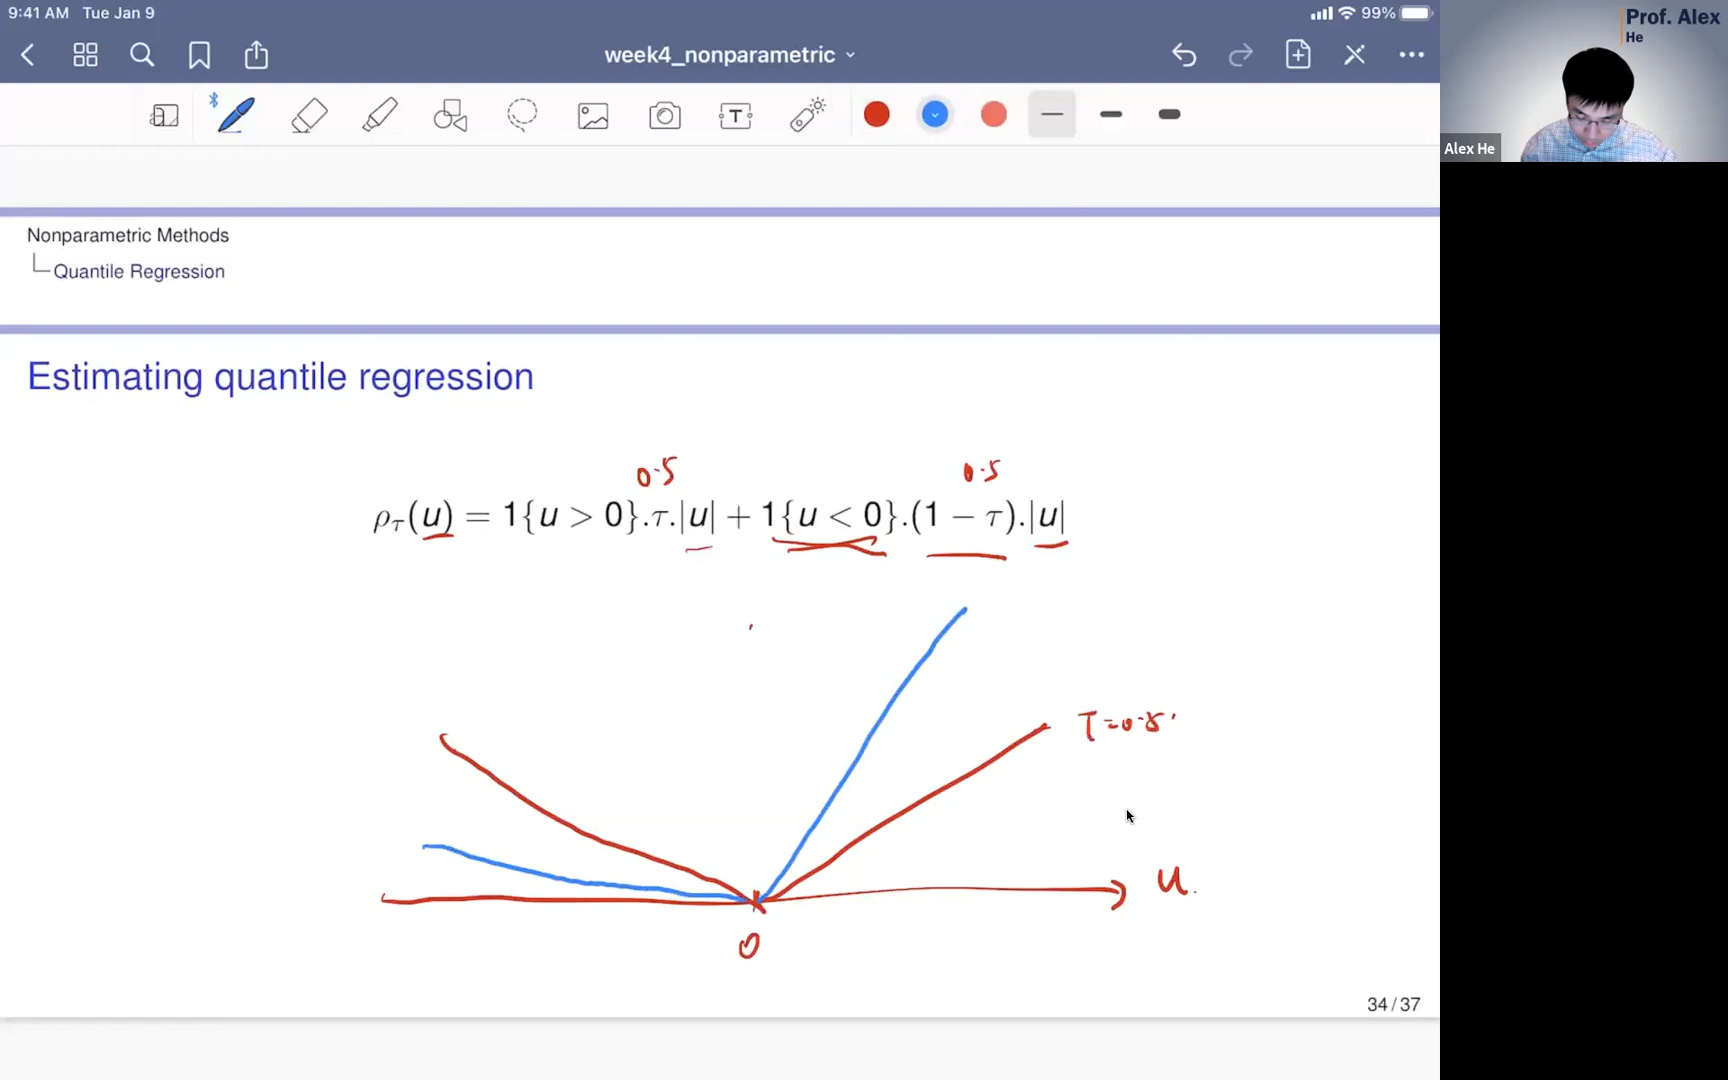 9:41 AM Tue Jan 9
99%
week4_nonparametric
T
Prof. Alex
He
Alex He
Nonparametric Methods
Quantile Regression
Estimating quantile regression
0.5 0.5
ρτ(u) = 1{u > 0}.τ.|u| + 1{u < 0}.(1 − τ).|u|
τ=0.5
u.
0
34 / 37